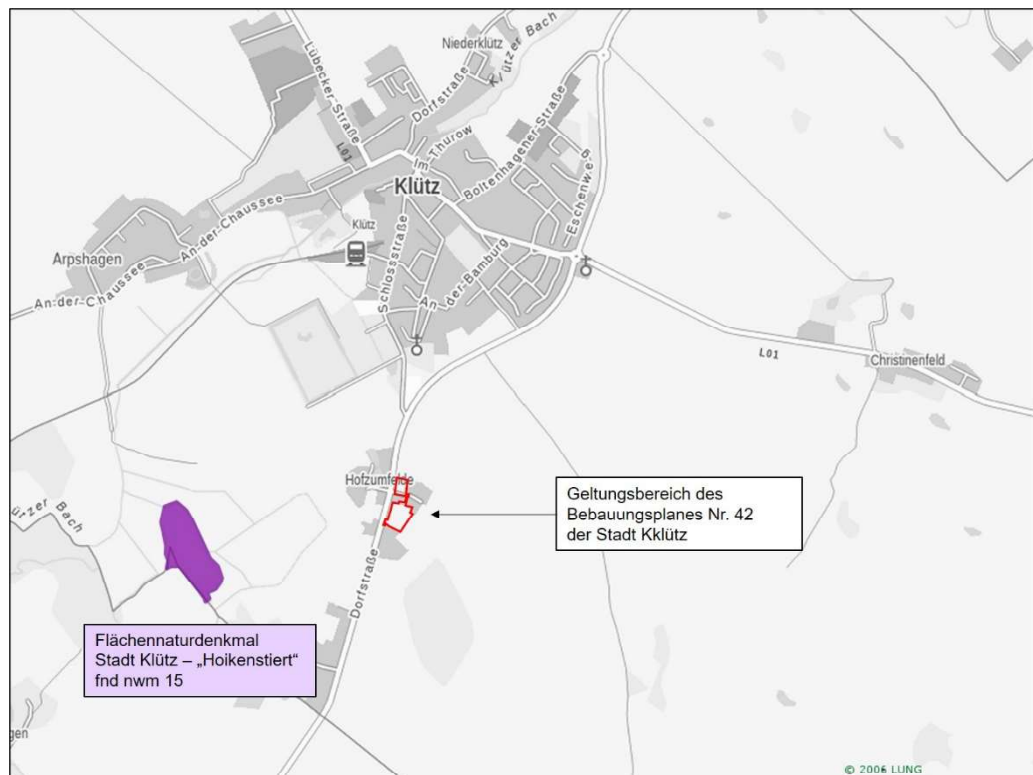 Niederklütz
Klützer Bach
Lübecker-Straße
Dorfstraße
L01
Im-Thurow
Boltenhagener-Straße
Klütz
Eschenweg
An-der-Chaussee
Klütz
Arpshagen
Schlossstraße
An-der-Bamburg
An-der-Chaussee
L01
Christinenfeld
Hofzumfelde
Geltungsbereich des
Bebauungsplanes Nr. 42
der Stadt Kklütz
Bach
Dorfstraße
Flächennaturdenkmal
Stadt Klütz – „Hoikenstiert“
fnd nwm 15
gen
© 2006 LUNG